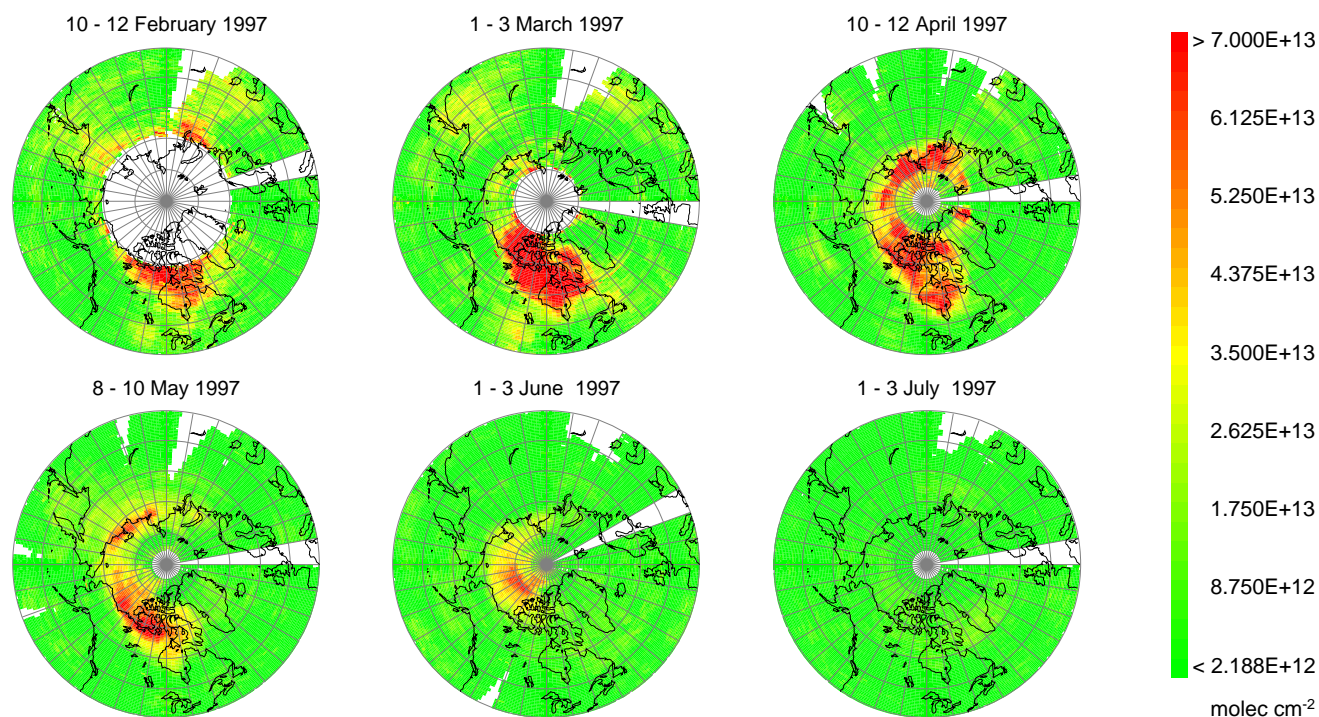 10 - 12 February 1997
1 - 3 March 1997
10 - 12 April 1997
8 - 10 May 1997
1 - 3 June  1997
1 - 3 July  1997
> 7.000E+13
6.125E+13
5.250E+13
4.375E+13
3.500E+13
2.625E+13
1.750E+13
8.750E+12
< 2.188E+12
molec cm-2